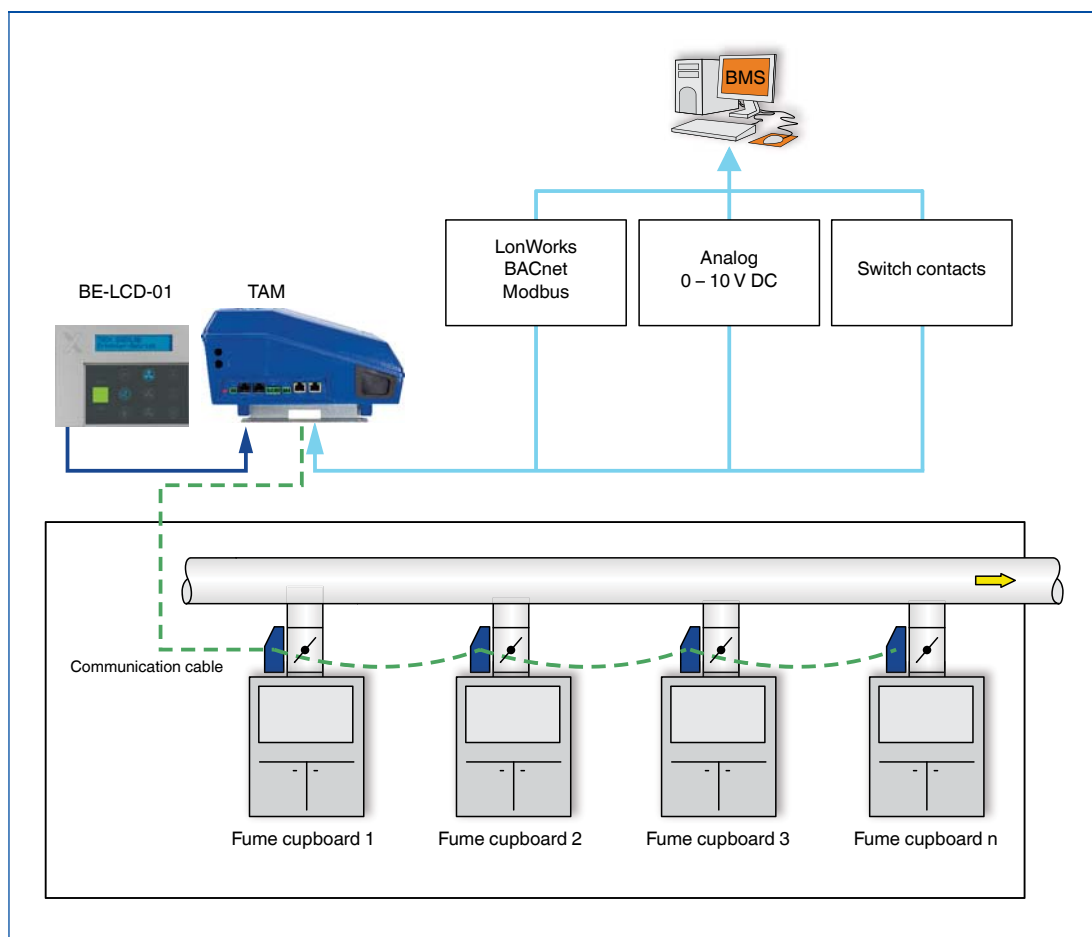 BMS
LonWorks
BACnet
Modbus
Analog
0 – 10 V DC
Switch contacts
BE-LCD-01
TAM
Communication cable
Fume cupboard 1
Fume cupboard 2
Fume cupboard 3
Fume cupboard n